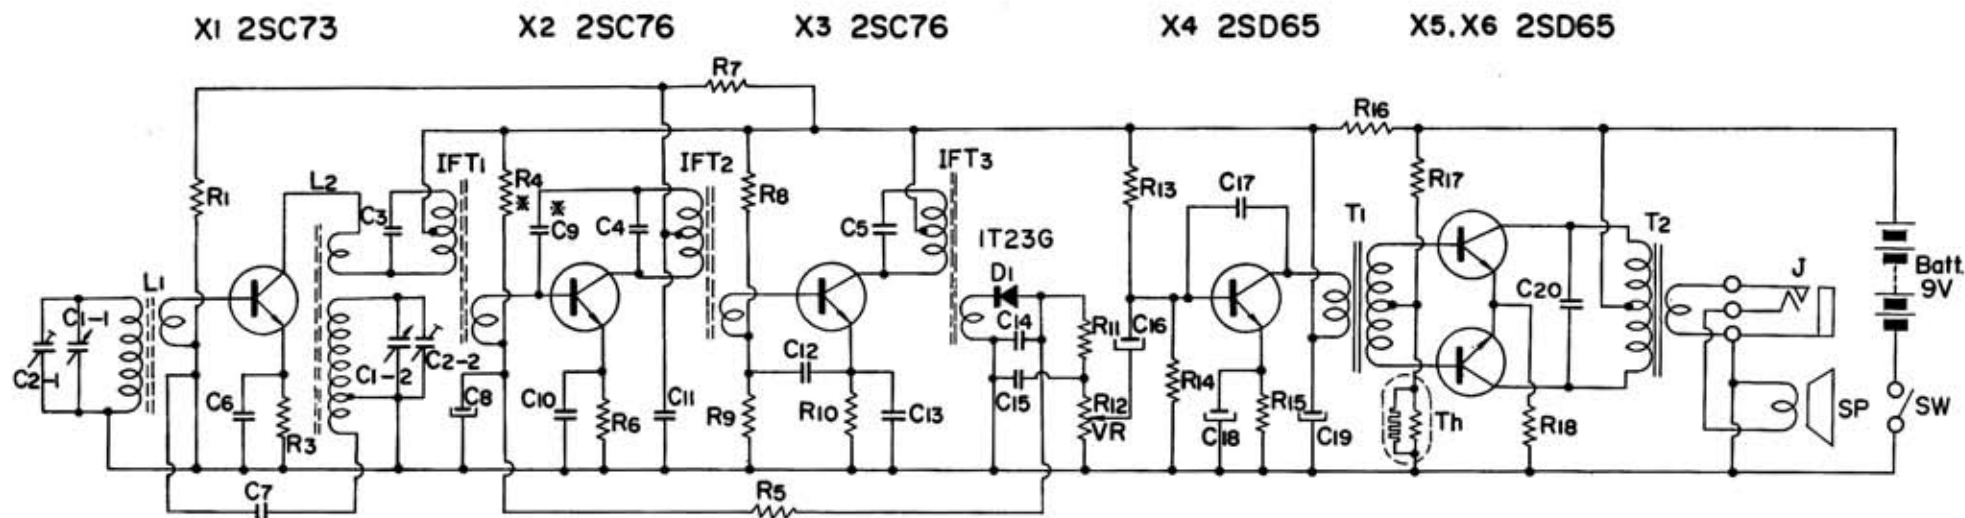 X1 2SC73 X2 2SC76 X3 2SC76 X4 2SD65 X5,X6 2SD65
R7
R16
IFT1 IFT2 IFT3
L2 R4 R8 R13 C17 R17
※ ※
R1 C3 C9 C4 C5 T1 T2
1T23G
D1 J Batt.
9V
L1
C1-1 C14 R11 C16 C20
C2-1 C1-2 C2-2 C12 R14
C6 C8 C10 C11 C15 R12 R15 Th SP SW
R3 R6 R9 R10 C13 VR C18 C19 R18
C7 R5